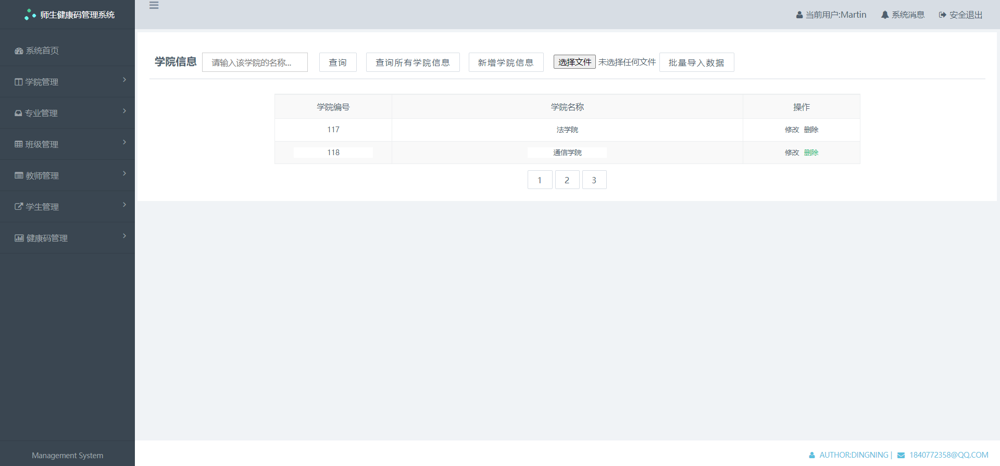 师生健康码管理系统
当前用户:Martin 系统消息 安全退出
系统首页
学院管理
专业管理
班级管理
教师管理
学生管理
健康码管理
Management System
学院信息 请输入该学院的名称... 查询 查询所有学院信息 新增学院信息 选择文件 未选择任何文件 批量导入数据
学院编号 学院名称 操作
117 法学院 修改 删除
118 通信学院 修改 删除
1 2 3
AUTHOR:DINGNING | 1840772358@QQ.COM